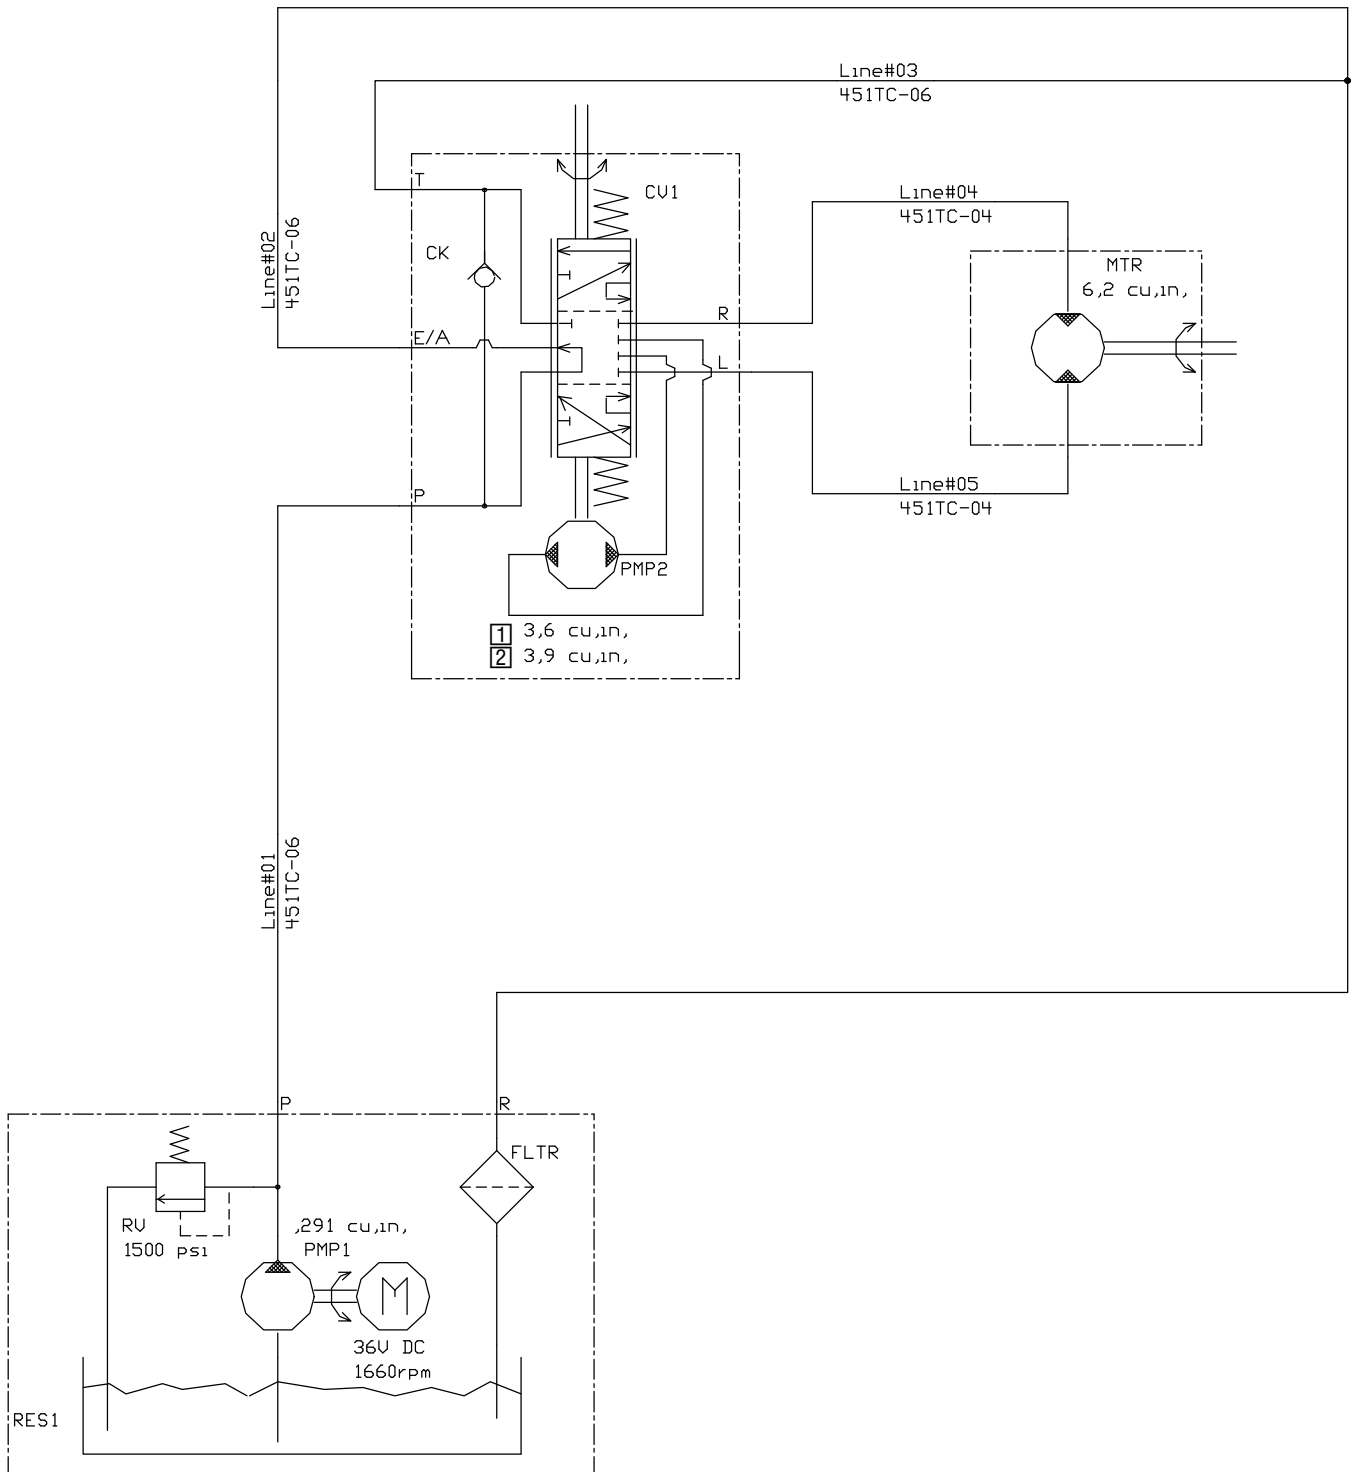 Line#03
451TC-06
T
CV1
Line#04
451TC-04
Line#02
451TC-06
CK
MTR
6,2 cu,in,
R
E/A
L
P
Line#05
451TC-04
PMP2
1 3,6 cu,in,
2 3,9 cu,in,
Line#01
451TC-06
P
R
FLTR
RV
1500 psi
,291 cu,in,
PMP1
M
36V DC
1660rpm
RES1